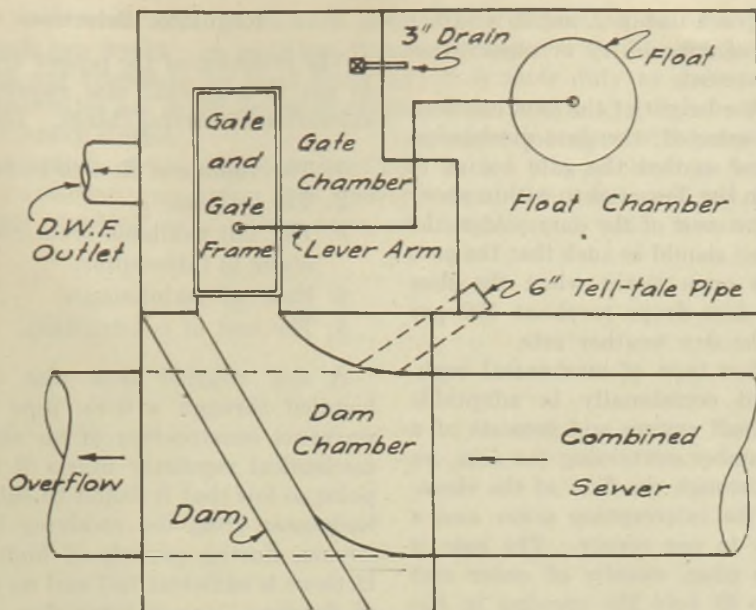 3" Drain
Float
Gate
and
Gate
Frame
Gate
Chamber
Float Chamber
D.W.F.
Outlet
Lever Arm
6" Tell-tale Pipe
Dam
Chamber
Combined
Sewer
Overflow
Dam